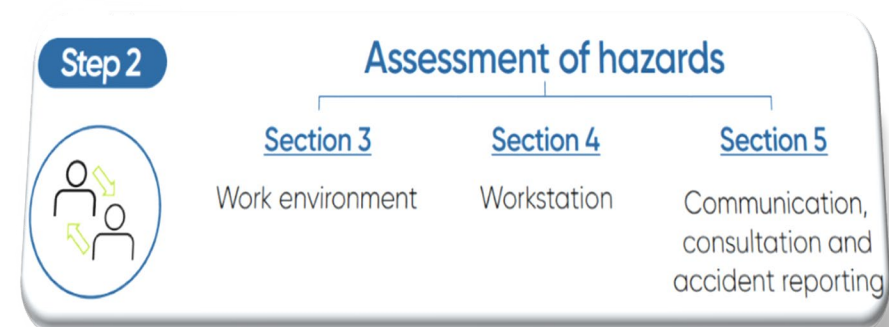 Step 2
Assessment of hazards
Section 3
Work environment
Section 4
Workstation
Section 5
Communication,
consultation and
accident reporting